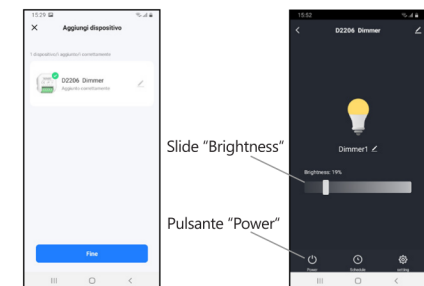 15:29
Aggiungi dispositivo
1 dispositivo/i aggiunto/i correttamente
D2206 Dimmer
Aggiunto correttamente
Fine
Slide “Brightness”
Pulsante “Power”
15:52
D2206 Dimmer
Dimmer1
Brightness: 19%
Power Schedule setting